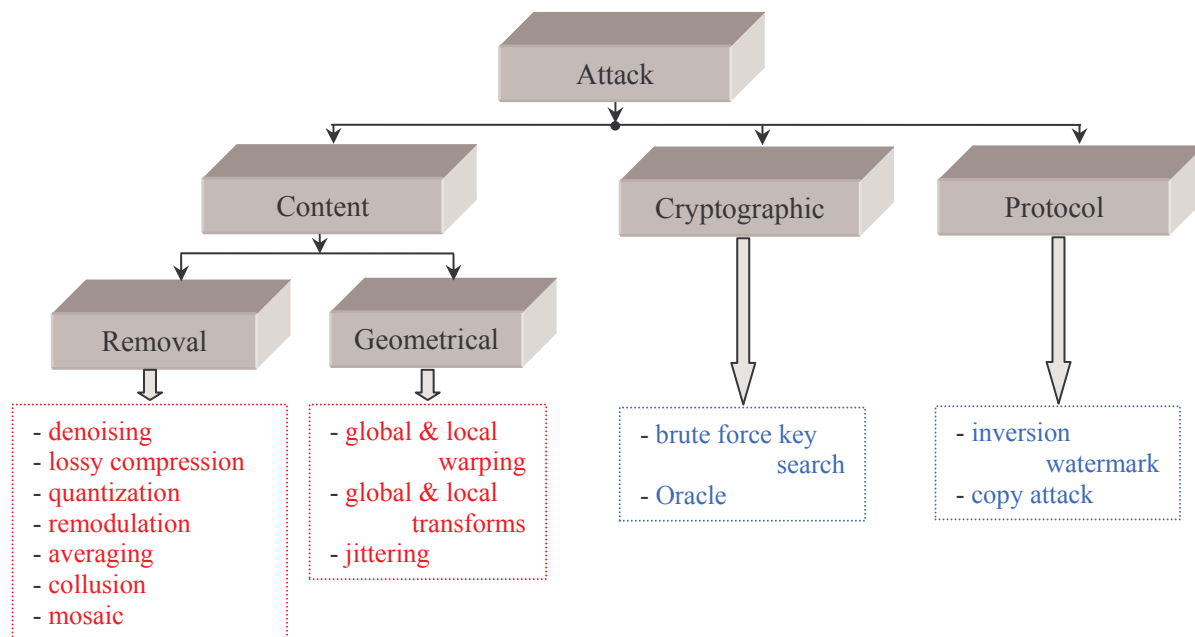 Attack
Content
Cryptographic
Protocol
Removal
Geometrical
- denoising
- lossy compression
- quantization
- remodulation
- averaging
- collusion
- mosaic
- global & local
warping
- global & local
transforms
- jittering
- brute force key
search
- Oracle
- inversion
watermark
- copy attack